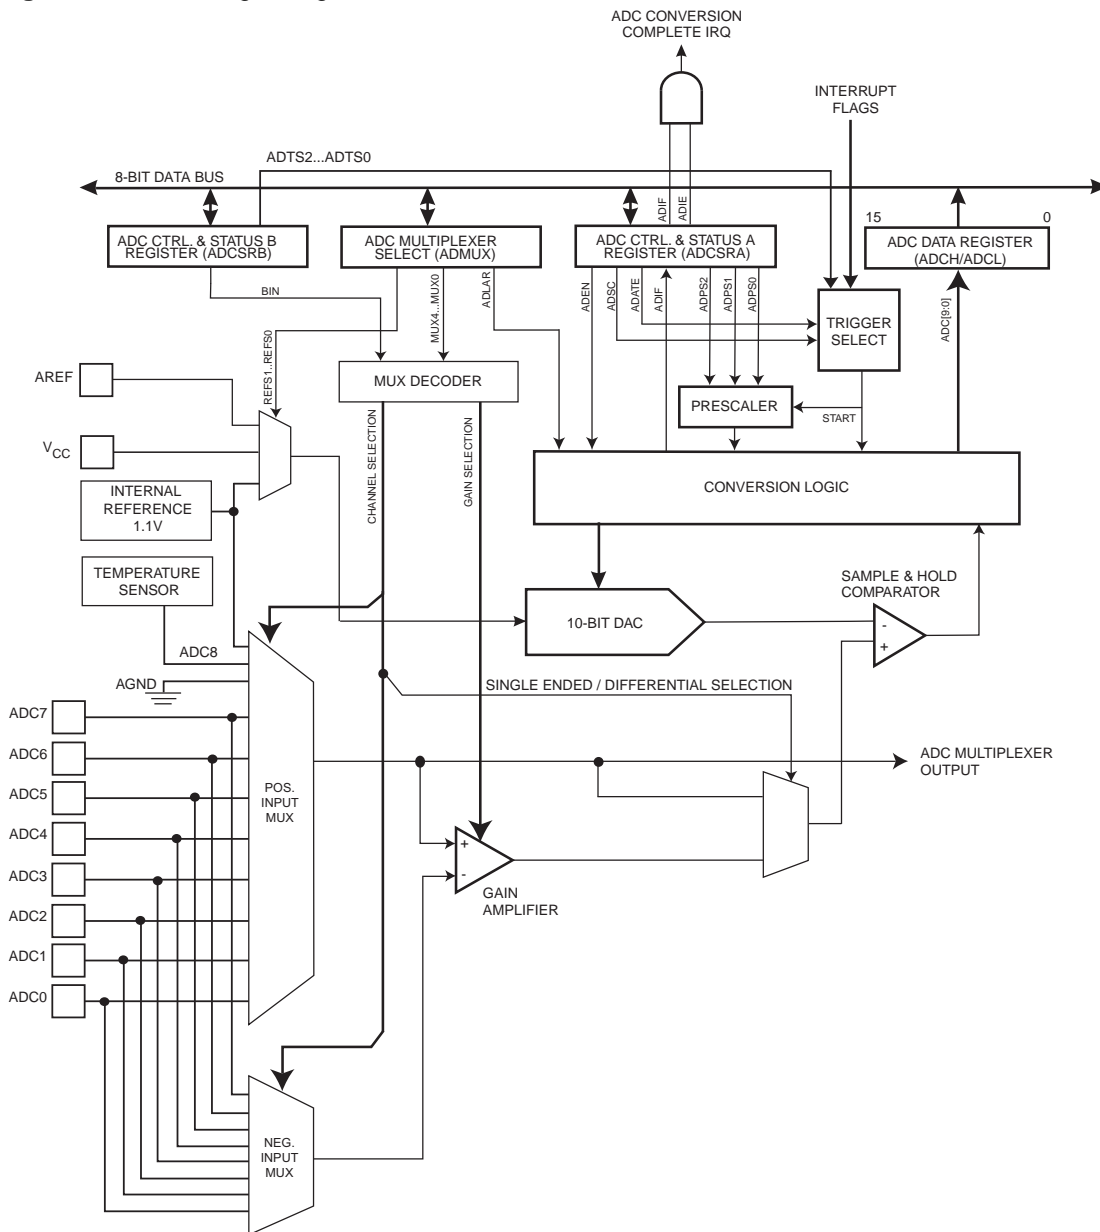 ADC CONVERSION
COMPLETE IRQ
INTERRUPT
FLAGS
ADTS2...ADTS0
8-BIT DATA BUS
ADIF
ADIE
15
0
ADC CTRL. & STATUS B
REGISTER (ADCSRB)
ADC MULTIPLEXER
SELECT (ADMUX)
ADC CTRL. & STATUS A
REGISTER (ADCSRA)
ADC DATA REGISTER
(ADCH/ADCL)
BIN
REFS1..REFS0
MUX4...MUX0
ADLAR
ADEN
ADSC
ADATE
ADIF
ADPS2
ADPS1
ADPS0
TRIGGER
SELECT
ADC[9:0]
AREF
MUX DECODER
PRESCALER
START
VCC
CHANNEL SELECTION
GAIN SELECTION
CONVERSION LOGIC
INTERNAL
REFERENCE
1.1V
TEMPERATURE
SENSOR
SAMPLE & HOLD
COMPARATOR
10-BIT DAC
-
+
ADC8
AGND
SINGLE ENDED / DIFFERENTIAL SELECTION
ADC7
ADC6
ADC5
ADC4
ADC3
ADC2
ADC1
ADC0
POS.
INPUT
MUX
ADC MULTIPLEXER
OUTPUT
+
-
GAIN
AMPLIFIER
NEG.
INPUT
MUX